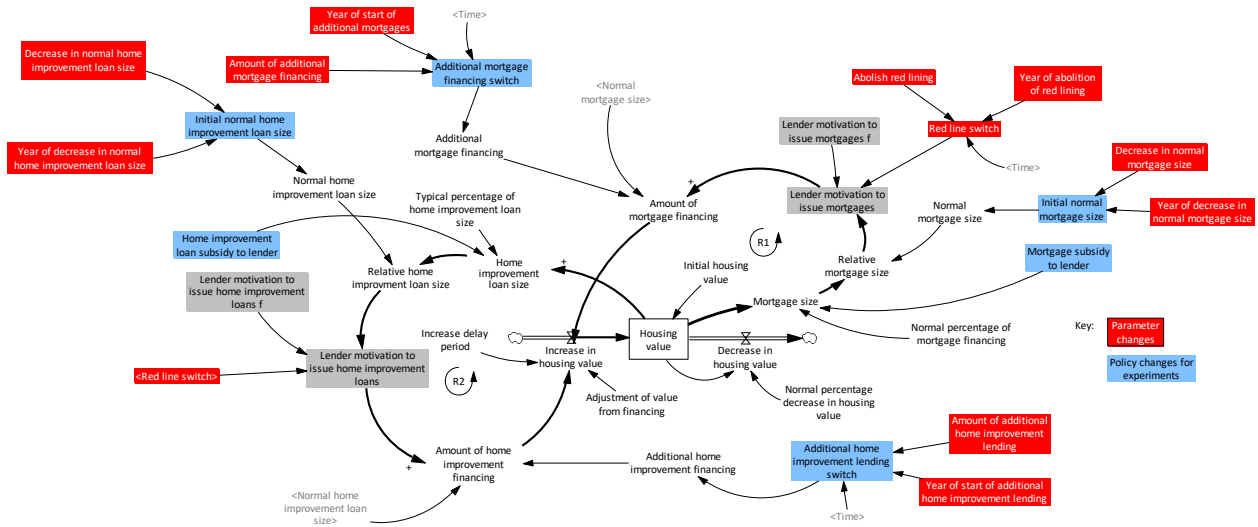 Year of start of
additional mortgages
<Time>
Decrease in normal home
improvement loan size
Amount of additional
mortgage financing
Additional mortgage
financing switch
Abolish red lining
Year of abolition
of red lining
<Normal
mortgage size>
Initial normal home
improvement loan size
Lender motivation to
issue mortgages f
Red line switch
Year of decrease in normal
home improvement loan size
Additional
mortgage financing
<Time>
Decrease in normal
mortgage size
Normal home
improvement loan size
Typical percentage of
home improvement loan
size
+
Amount of
mortgage financing
Lender motivation to
issue mortgages
Normal
mortgage size
Initial normal
mortgage size
Year of decrease in
normal mortgage size
Home improvement
loan subsidy to lender
R1
Mortgage subsidy
to lender
Relative home
improvment loan size
Home
improvement
loan size
+
Initial housing
value
Relative
mortgage size
Lender motivation to
issue home improvement
loans f
Mortgage size
Increase delay
period
Housing
value
Normal percentage of
mortgage financing
Key:
Parameter
changes
Increase in
housing value
Decrease in
housing value
Lender motivation to
issue home improvement
loans
Policy changes for
experiments
<Red line switch>
R2
Adjustment of value
from financing
Normal percentage
decrease in housing
value
Amount of additional
home improvement
lending
Amount of home
improvement
financing
+
Additional home
improvement financing
Additional home
improvement lending
switch
Year of start of additional
home improvement lending
<Normal home
improvement loan
size>
<Time>